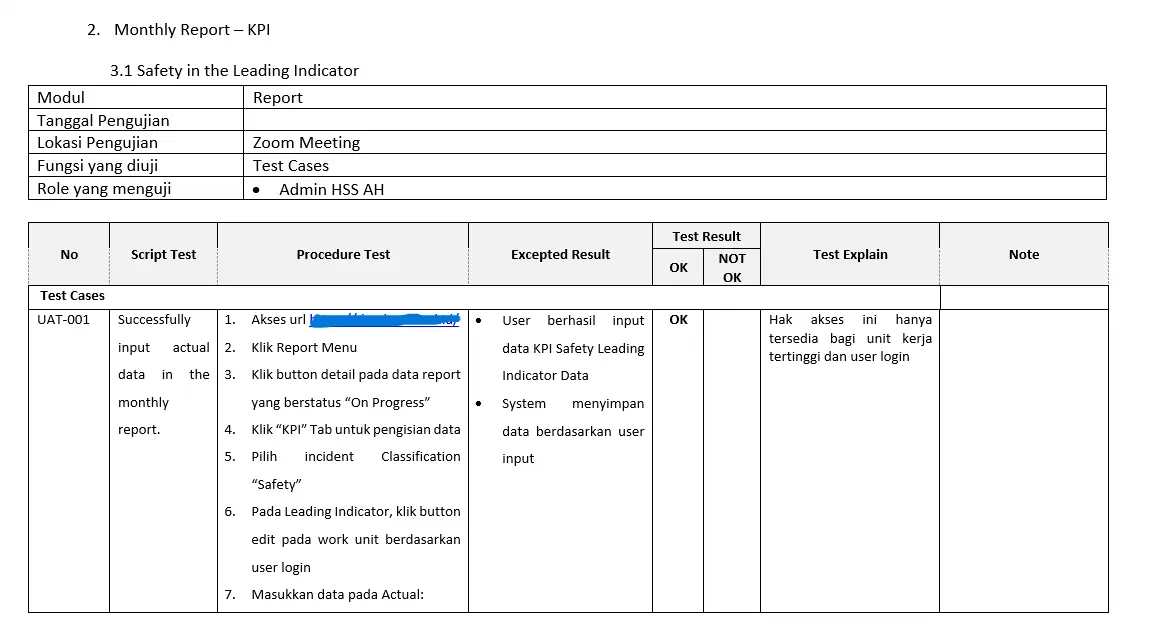 2. Monthly Report – KPI
3.1 Safety in the Leading Indicator
Modul Report
Tanggal Pengujian
Lokasi Pengujian Zoom Meeting
Fungsi yang diuji Test Cases
Role yang menguji • Admin HSS AH
No Script Test Procedure Test Excepted Result Test Result Test Explain Note
OK NOT OK
Test Cases
UAT-001
Successfully
input actual
data in the
monthly
report.
1. Akses url
2. Klik Report Menu
3. Klik button detail pada data report
yang berstatus “On Progress”
4. Klik “KPI” Tab untuk pengisian data
5. Pilih incident Classification
“Safety”
6. Pada Leading Indicator, klik button
edit pada work unit berdasarkan
user login
7. Masukkan data pada Actual:
• User berhasil input
data KPI Safety Leading
Indicator Data
• System menyimpan
data berdasarkan user
input
OK
Hak akses ini hanya
tersedia bagi unit kerja
tertinggi dan user login